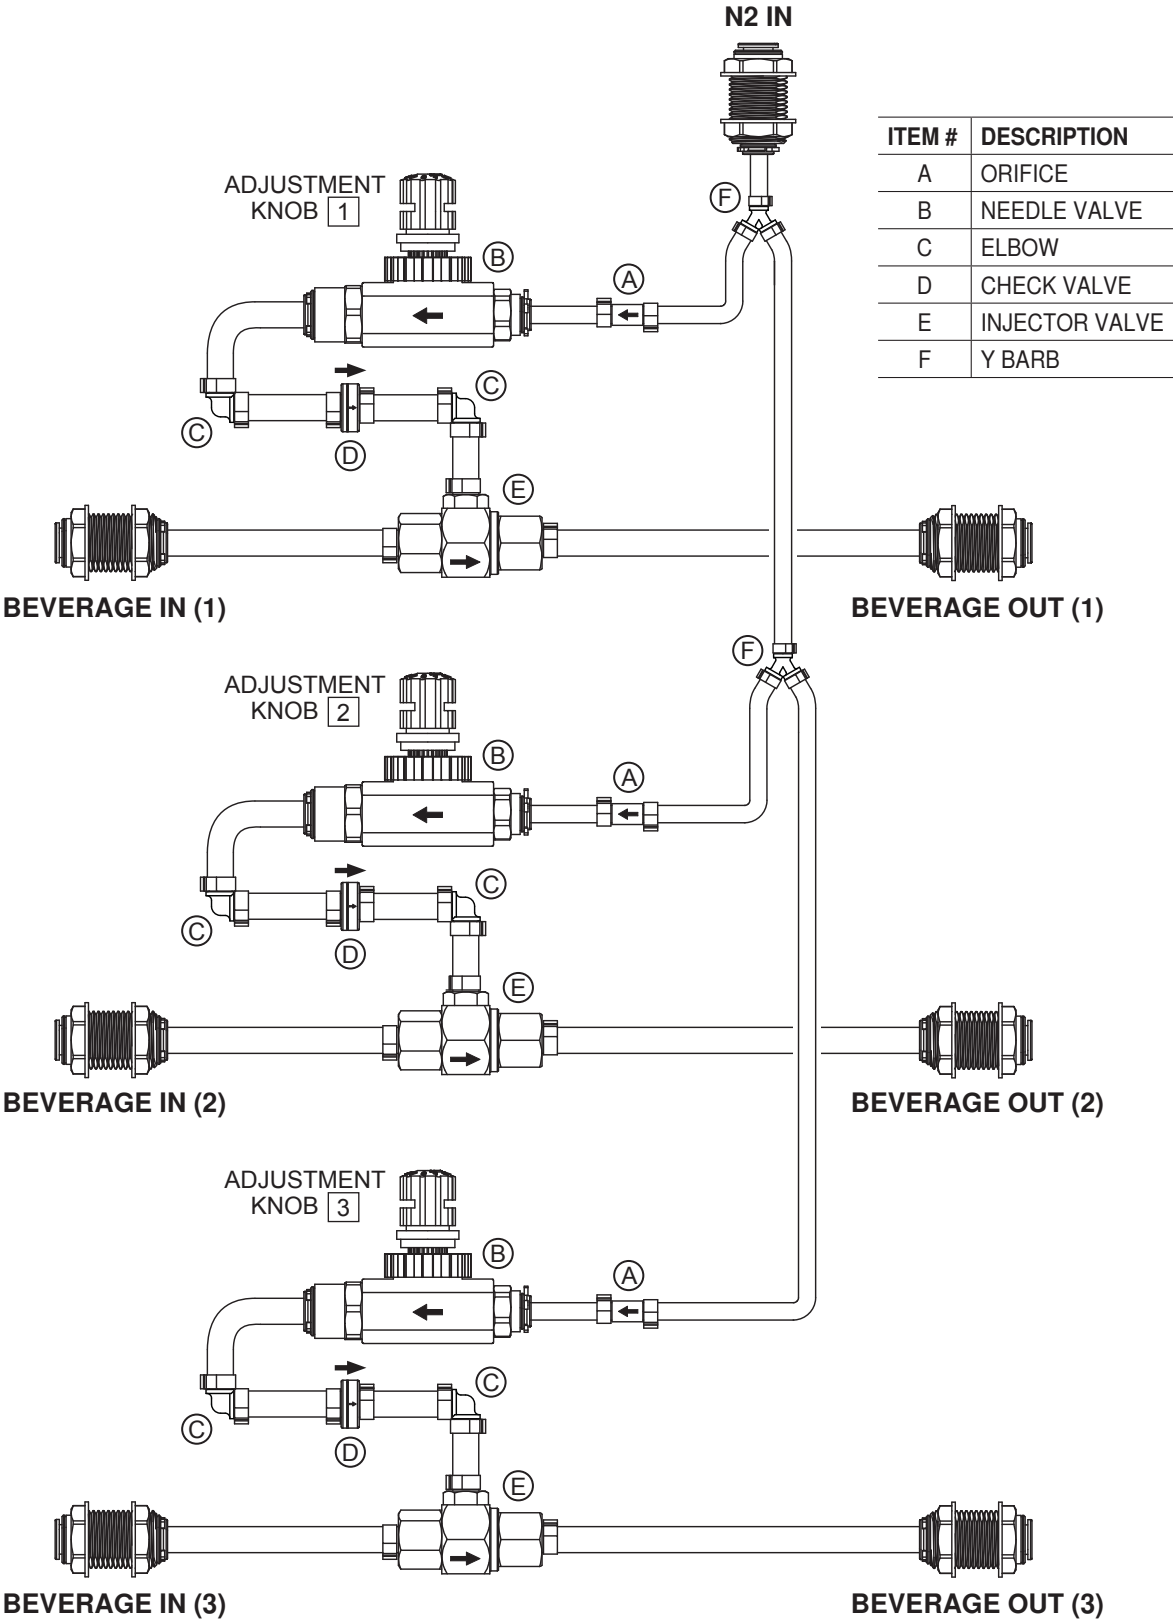 N2 IN
ITEM # DESCRIPTION
A ORIFICE
B NEEDLE VALVE
C ELBOW
D CHECK VALVE
E INJECTOR VALVE
F Y BARB
F
ADJUSTMENT
KNOB 1
B
A
C
C
D
E
BEVERAGE IN (1)
BEVERAGE OUT (1)
F
ADJUSTMENT
KNOB 2
B
A
C
C
D
E
BEVERAGE IN (2)
BEVERAGE OUT (2)
ADJUSTMENT
KNOB 3
B
A
C
C
D
E
BEVERAGE IN (3)
BEVERAGE OUT (3)